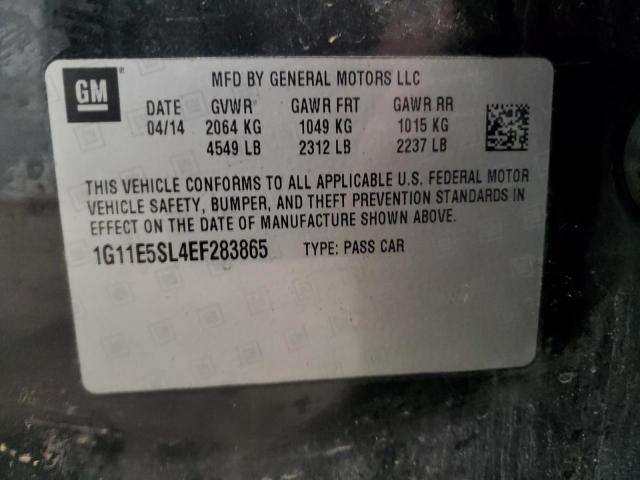 GM
MFD BY GENERAL MOTORS LLC
DATE GVWR GAWR FRT GAWR RR
04/14 2064 KG 1049 KG 1015 KG
4549 LB 2312 LB 2237 LB
THIS VEHICLE CONFORMS TO ALL APPLICABLE U.S. FEDERAL MOTOR
VEHICLE SAFETY, BUMPER, AND THEFT PREVENTION STANDARDS IN
EFFECT ON THE DATE OF MANUFACTURE SHOWN ABOVE.
1G11E5SL4EF283865 TYPE: PASS CAR